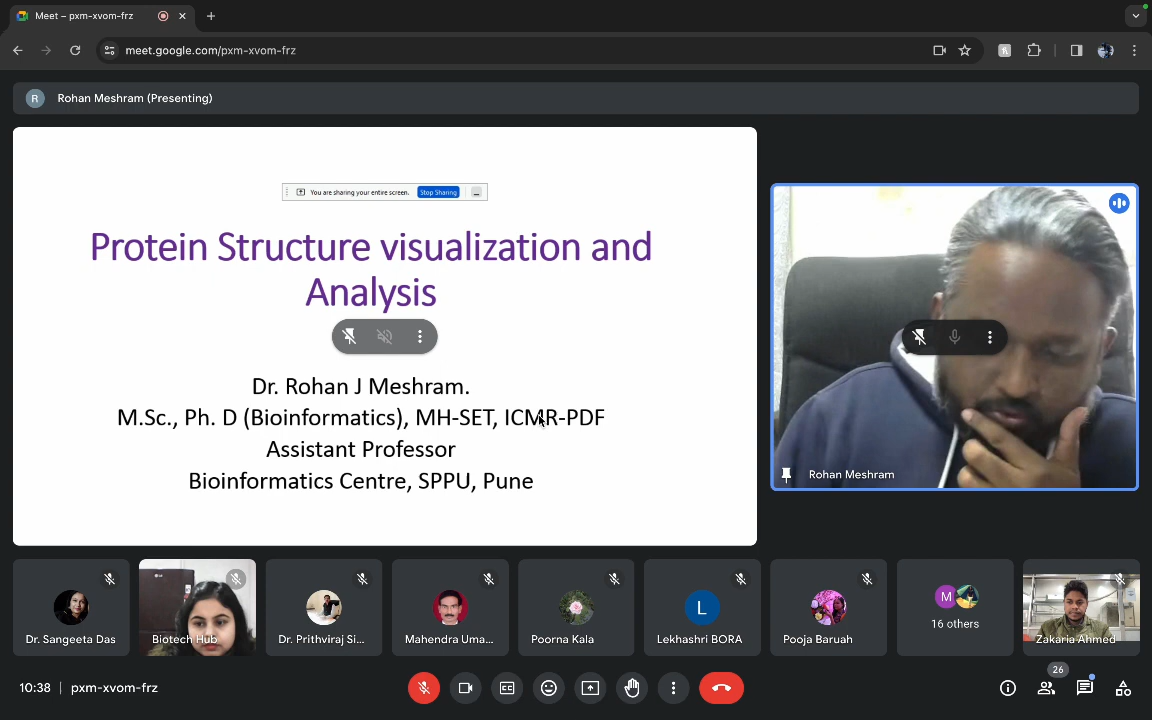 Meet – pxm-xvom-frz
meet.google.com/pxm-xvom-frz
R Rohan Meshram (Presenting)
You are sharing your entire screen. Stop Sharing
Protein Structure visualization and
Analysis
Dr. Rohan J Meshram.
M.Sc., Ph. D (Bioinformatics), MH-SET, ICMR-PDF
Assistant Professor
Bioinformatics Centre, SPPU, Pune
Rohan Meshram
Dr. Sangeeta Das
Biotech Hub
Dr. Prithviraj Si...
Mahendra Uma...
Poorna Kala
L
Lekhashri BORA
Pooja Baruah
M
16 others
Zakaria Ahmed
10:38 | pxm-xvom-frz
CC
26